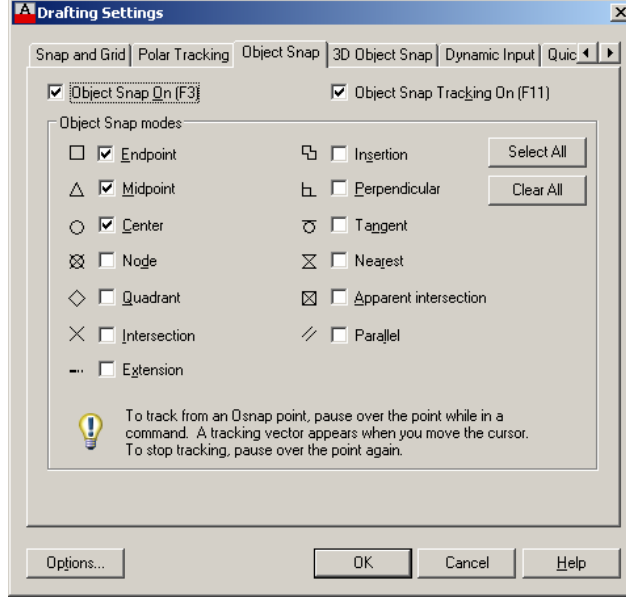 Drafting Settings
Snap and Grid Polar Tracking Object Snap 3D Object Snap Dynamic Input Quic
Object Snap On (F3) Object Snap Tracking On (F11)
Object Snap modes
Endpoint Insertion Select All
Midpoint Perpendicular Clear All
Center Tangent
Node Nearest
Quadrant Apparent intersection
Intersection Parallel
Extension
To track from an Osnap point, pause over the point while in a
command. A tracking vector appears when you move the cursor.
To stop tracking, pause over the point again.
Options... OK Cancel Help